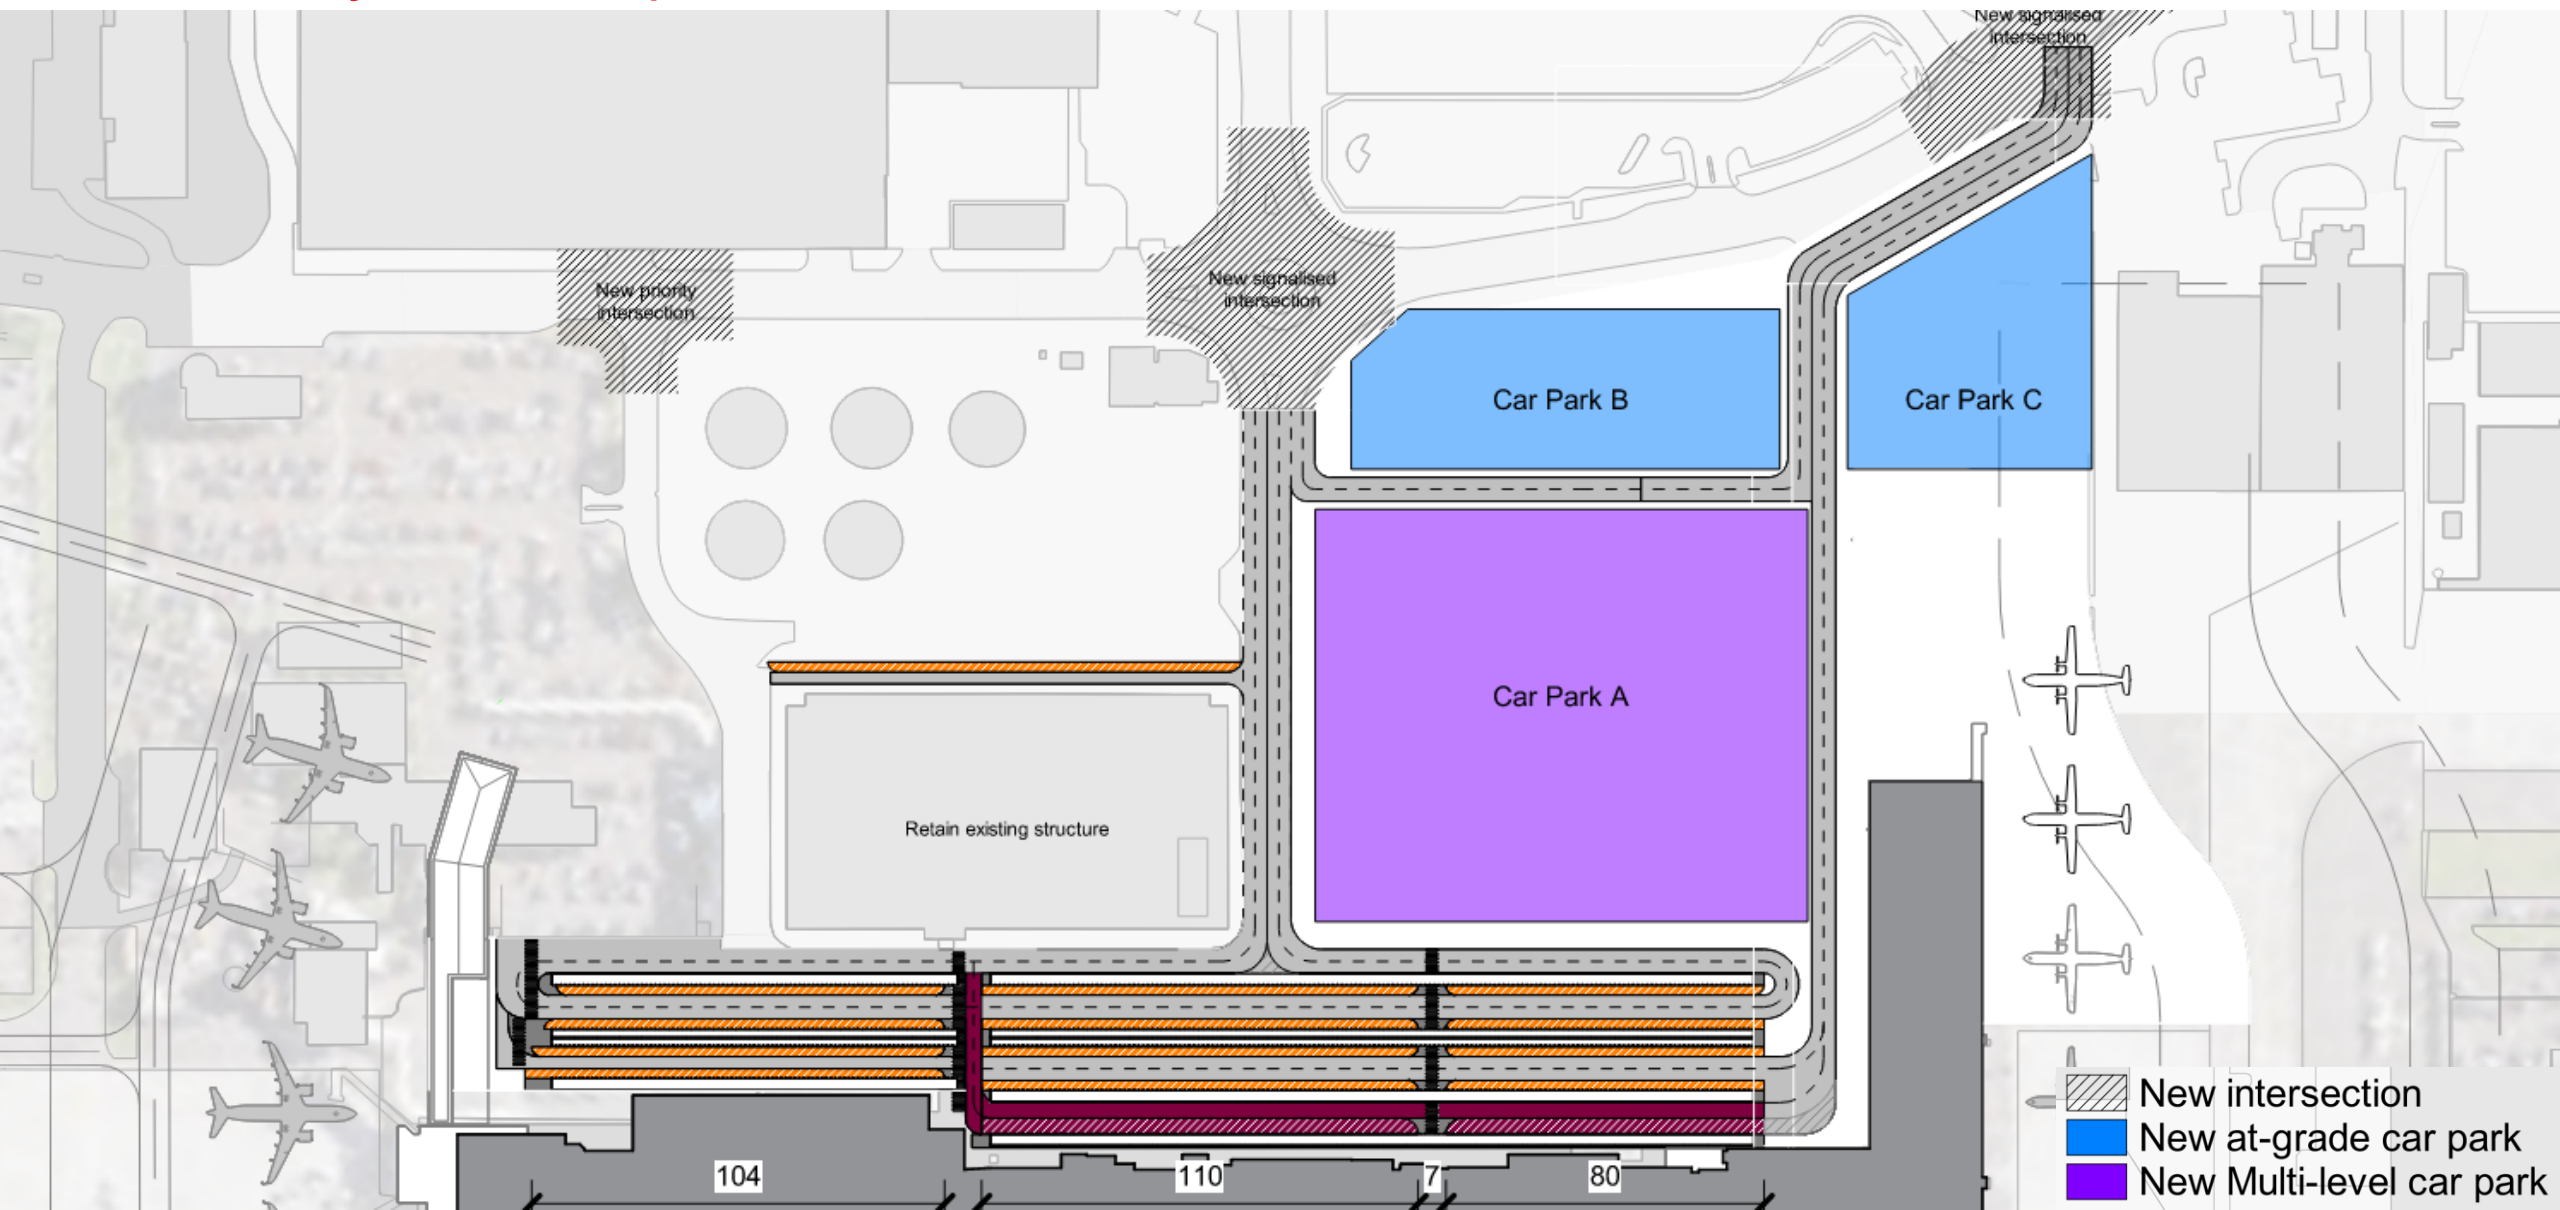 New signalised
intersection
New priority
intersection
New signalised
intersection
Car Park B
Car Park C
Car Park A
Retain existing structure
104
110
7
80
New intersection
New at-grade car park
New Multi-level car park